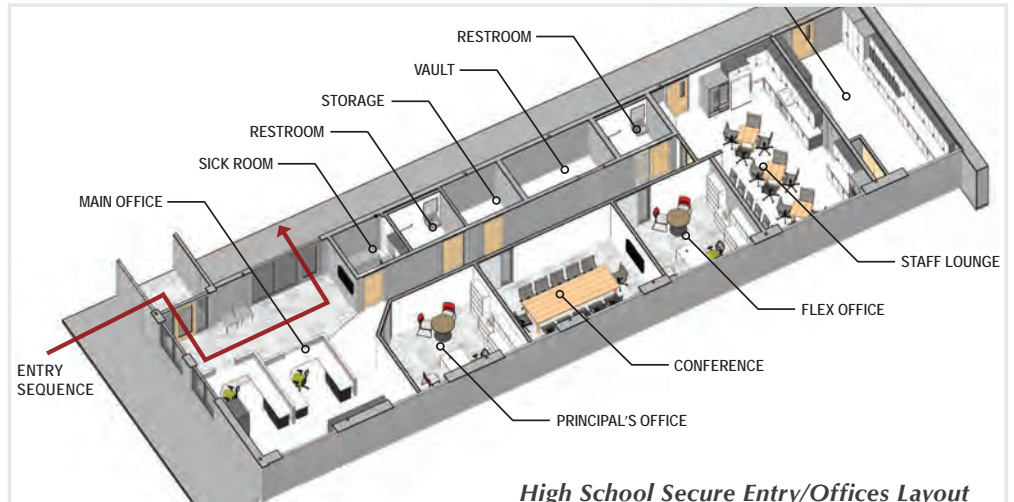 RESTROOM
VAULT
STORAGE
RESTROOM
SICK ROOM
MAIN OFFICE
STAFF LOUNGE
FLEX OFFICE
CONFERENCE
ENTRY
SEQUENCE
PRINCIPAL'S OFFICE
High School Secure Entry/Offices Layout